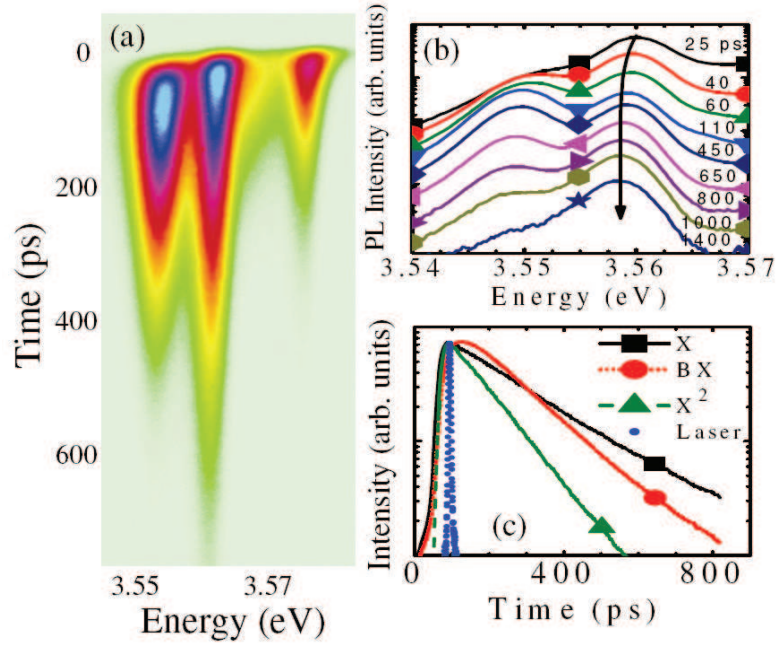 (a)
0
200
400
600
Time (ps)
3.55 3.57
Energy (eV)
(b)
PL Intensity (arb. units)
25 ps
40
60
110
450
650
800
1000
1400
3.54 3.55 3.56 3.57
Energy (eV)
Intensity (arb. units)
X
BX
X²
Laser
(c)
0 400 800
Time (ps)